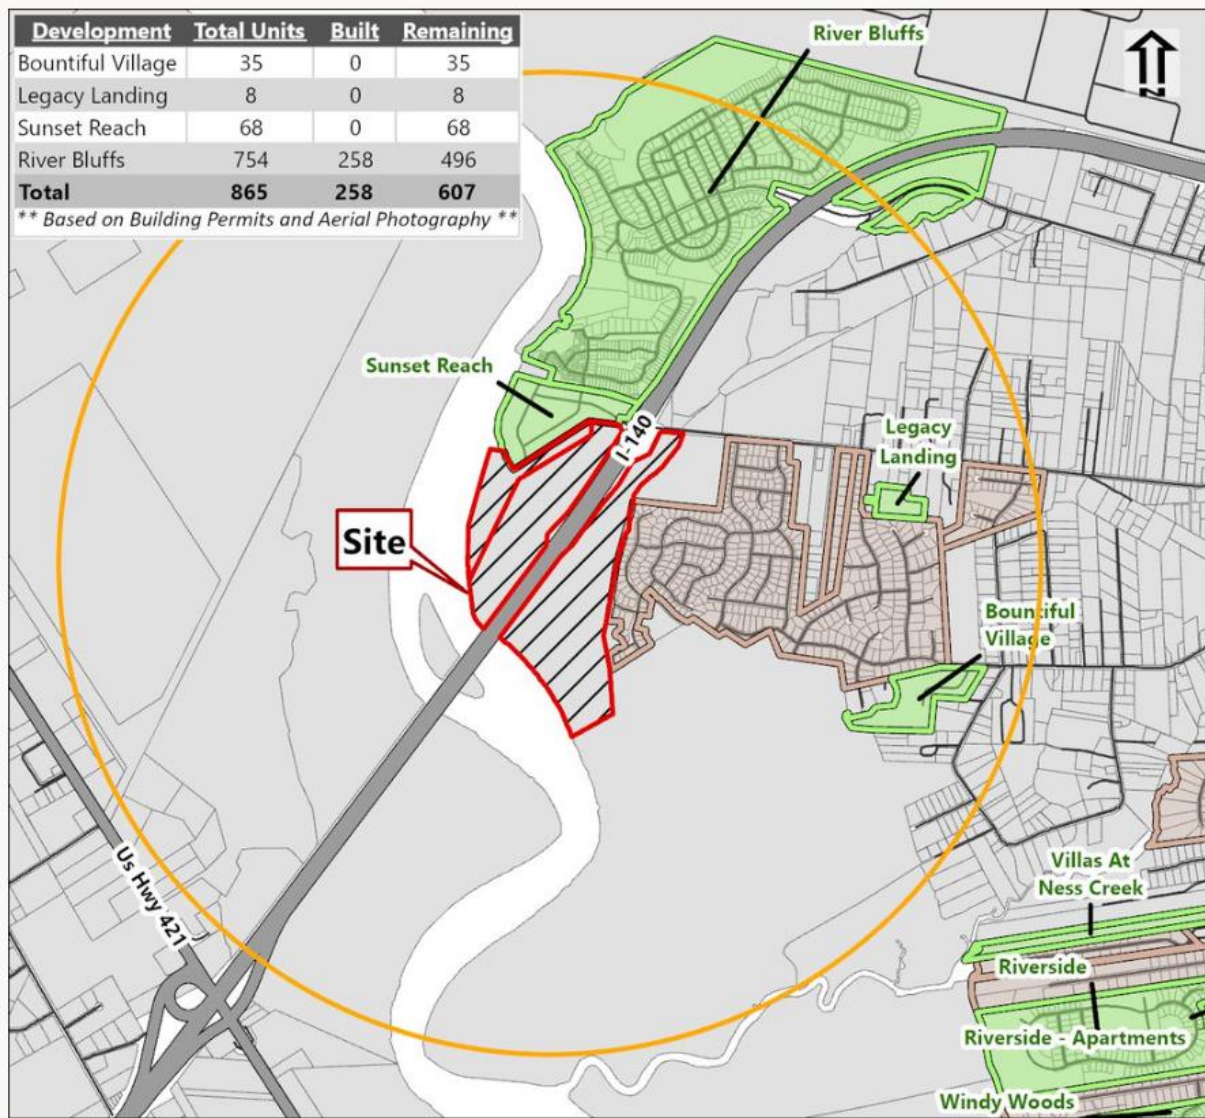 Development Total Units Built Remaining
Bountiful Village 35 0 35
Legacy Landing 8 0 8
Sunset Reach 68 0 68
River Bluffs 754 258 496
Total 865 258 607
** Based on Building Permits and Aerial Photography **
River Bluffs
N
Sunset Reach
I-140
Legacy
Landing
Site
Bountiful
Village
Us Hwy 421
Villas At
Ness Creek
Riverside
Riverside - Apartments
Windy Woods